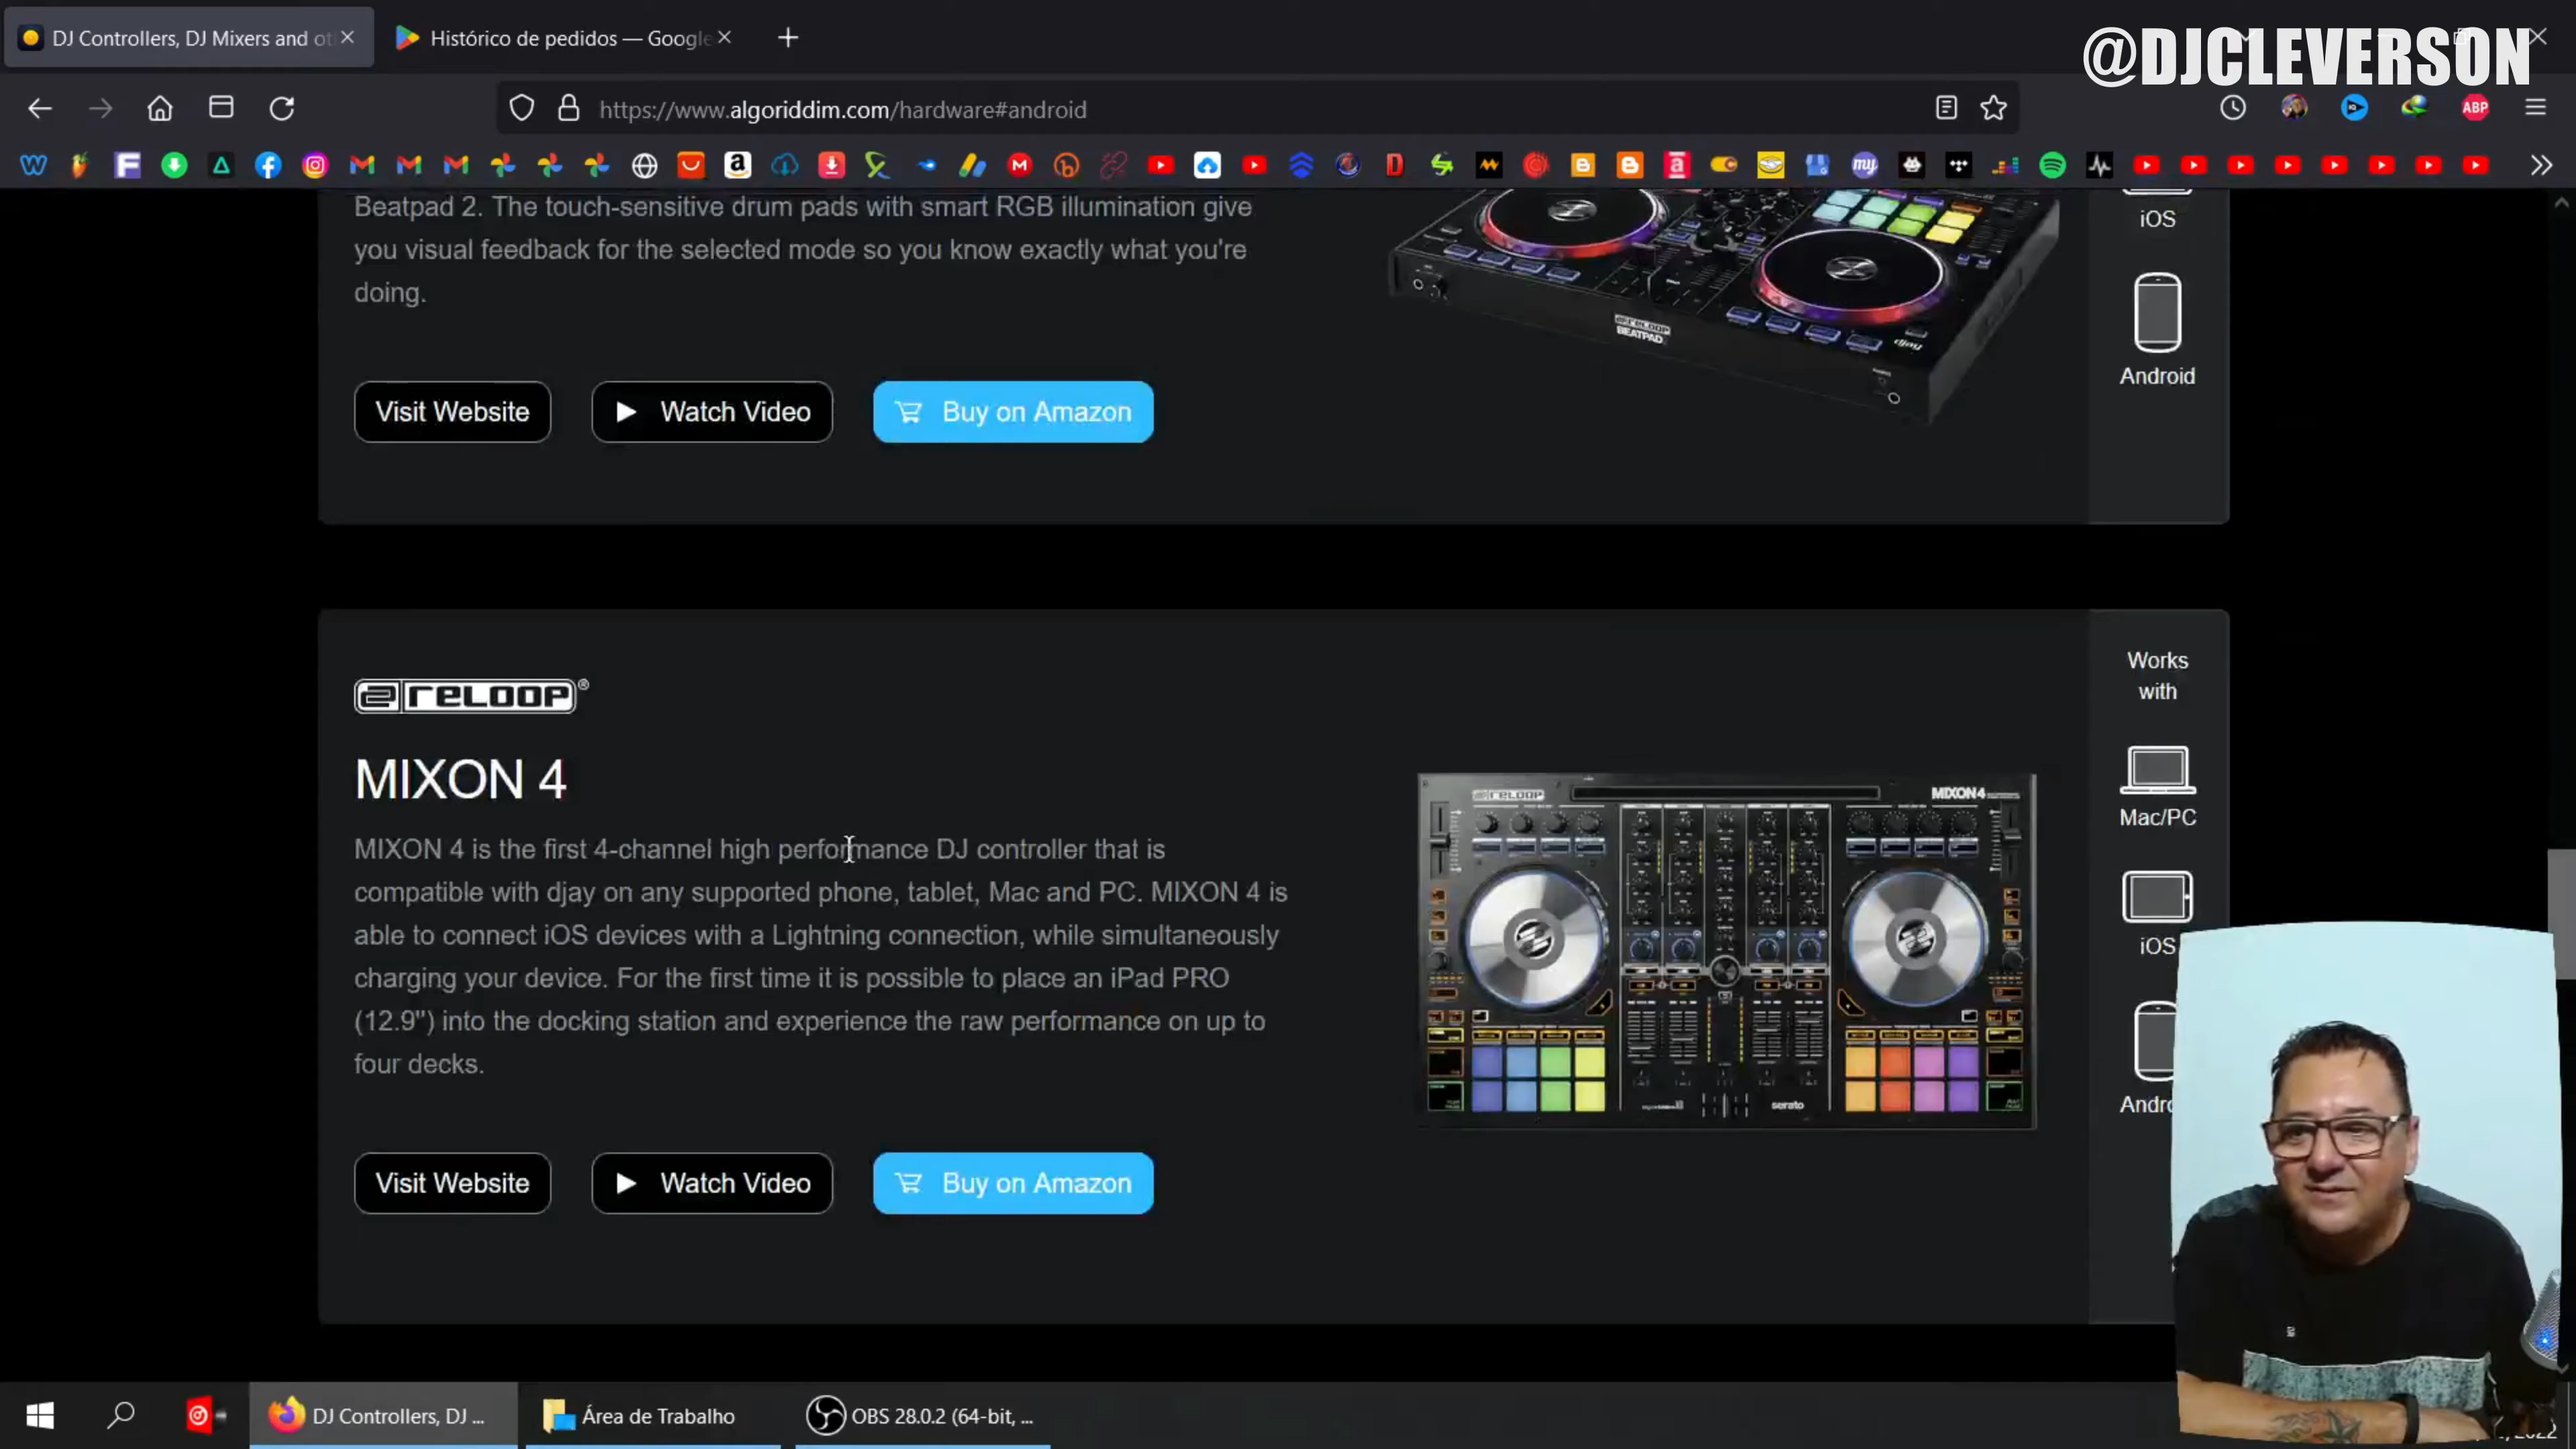 DJ Controllers, DJ Mixers and ot
Histórico de pedidos — Google
@DJCLEVERSON
https://www.algoriddim.com/hardware#android
ABP
Beatpad 2. The touch-sensitive drum pads with smart RGB illumination give
you visual feedback for the selected mode so you know exactly what you're
doing.
Visit Website
Watch Video
Buy on Amazon
RELOOP
BEATPAD
djay
iOS
Android
RELOOP®
MIXON 4
MIXON 4 is the first 4-channel high performance DJ controller that is
compatible with djay on any supported phone, tablet, Mac and PC. MIXON 4 is
able to connect iOS devices with a Lightning connection, while simultaneously
charging your device. For the first time it is possible to place an iPad PRO
(12.9") into the docking station and experience the raw performance on up to
four decks.
Visit Website
Watch Video
Buy on Amazon
RELOOP
MIXON4
serato
Works
with
Mac/PC
iOS
Andro
DJ Controllers, DJ ...
Área de Trabalho
OBS 28.0.2 (64-bit, ...